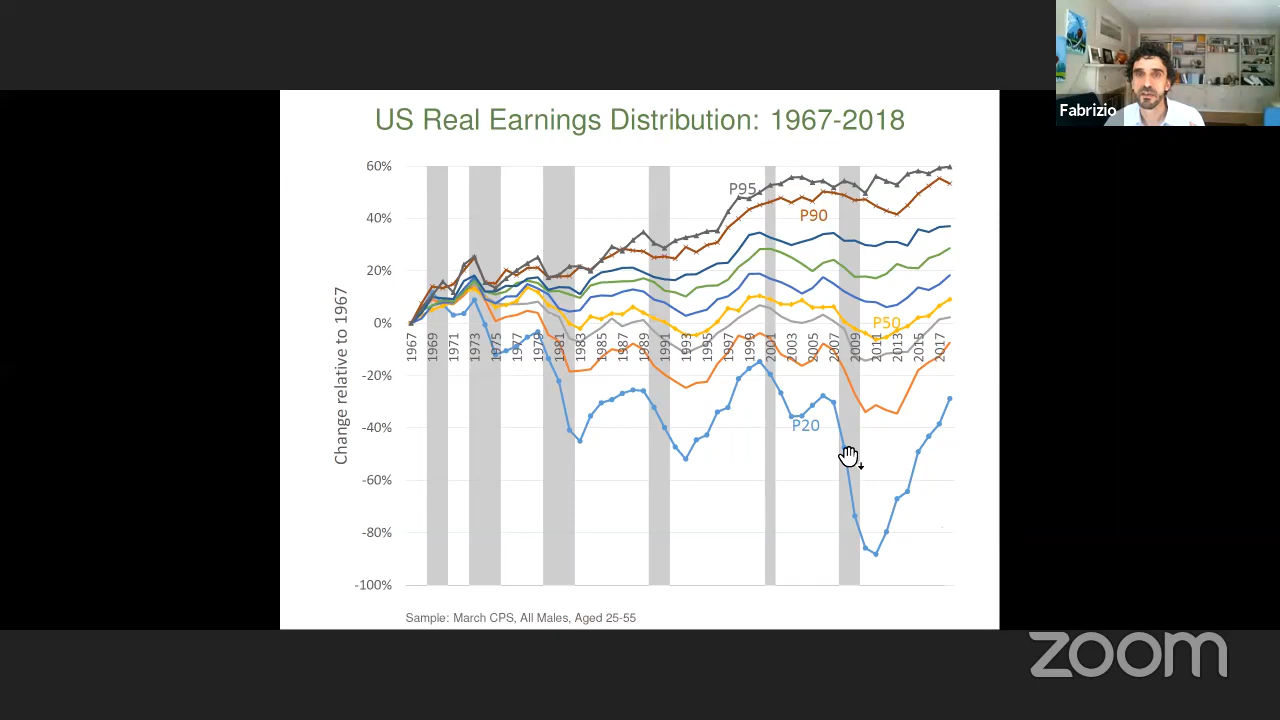 Fabrizio
US Real Earnings Distribution: 1967-2018
60%
40%
20%
0%
-20%
-40%
-60%
-80%
-100%
Change relative to 1967
P95
P90
P50
P20
1967 1969 1971 1973 1975 1977 1979 1981 1983 1985 1987 1989 1991 1993 1995 1997 1999 2001 2003 2005 2007 2009 2011 2013 2015 2017
Sample: March CPS, All Males, Aged 25-55
zoom